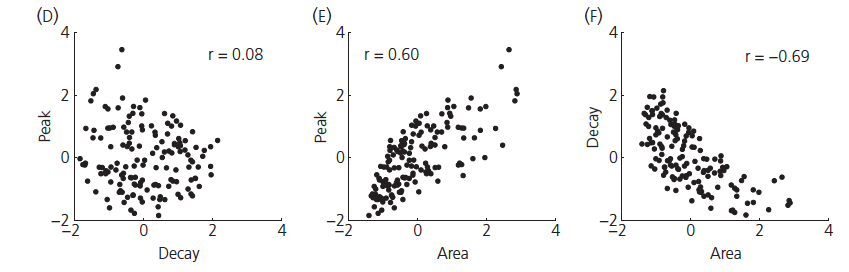 (D)
4
2
0
−2
Peak
r = 0.08
−2
0
2
4
Decay
(E)
4
2
0
−2
Peak
r = 0.60
−2
0
2
4
Area
(F)
4
2
0
−2
Decay
r = −0.69
−2
0
2
4
Area